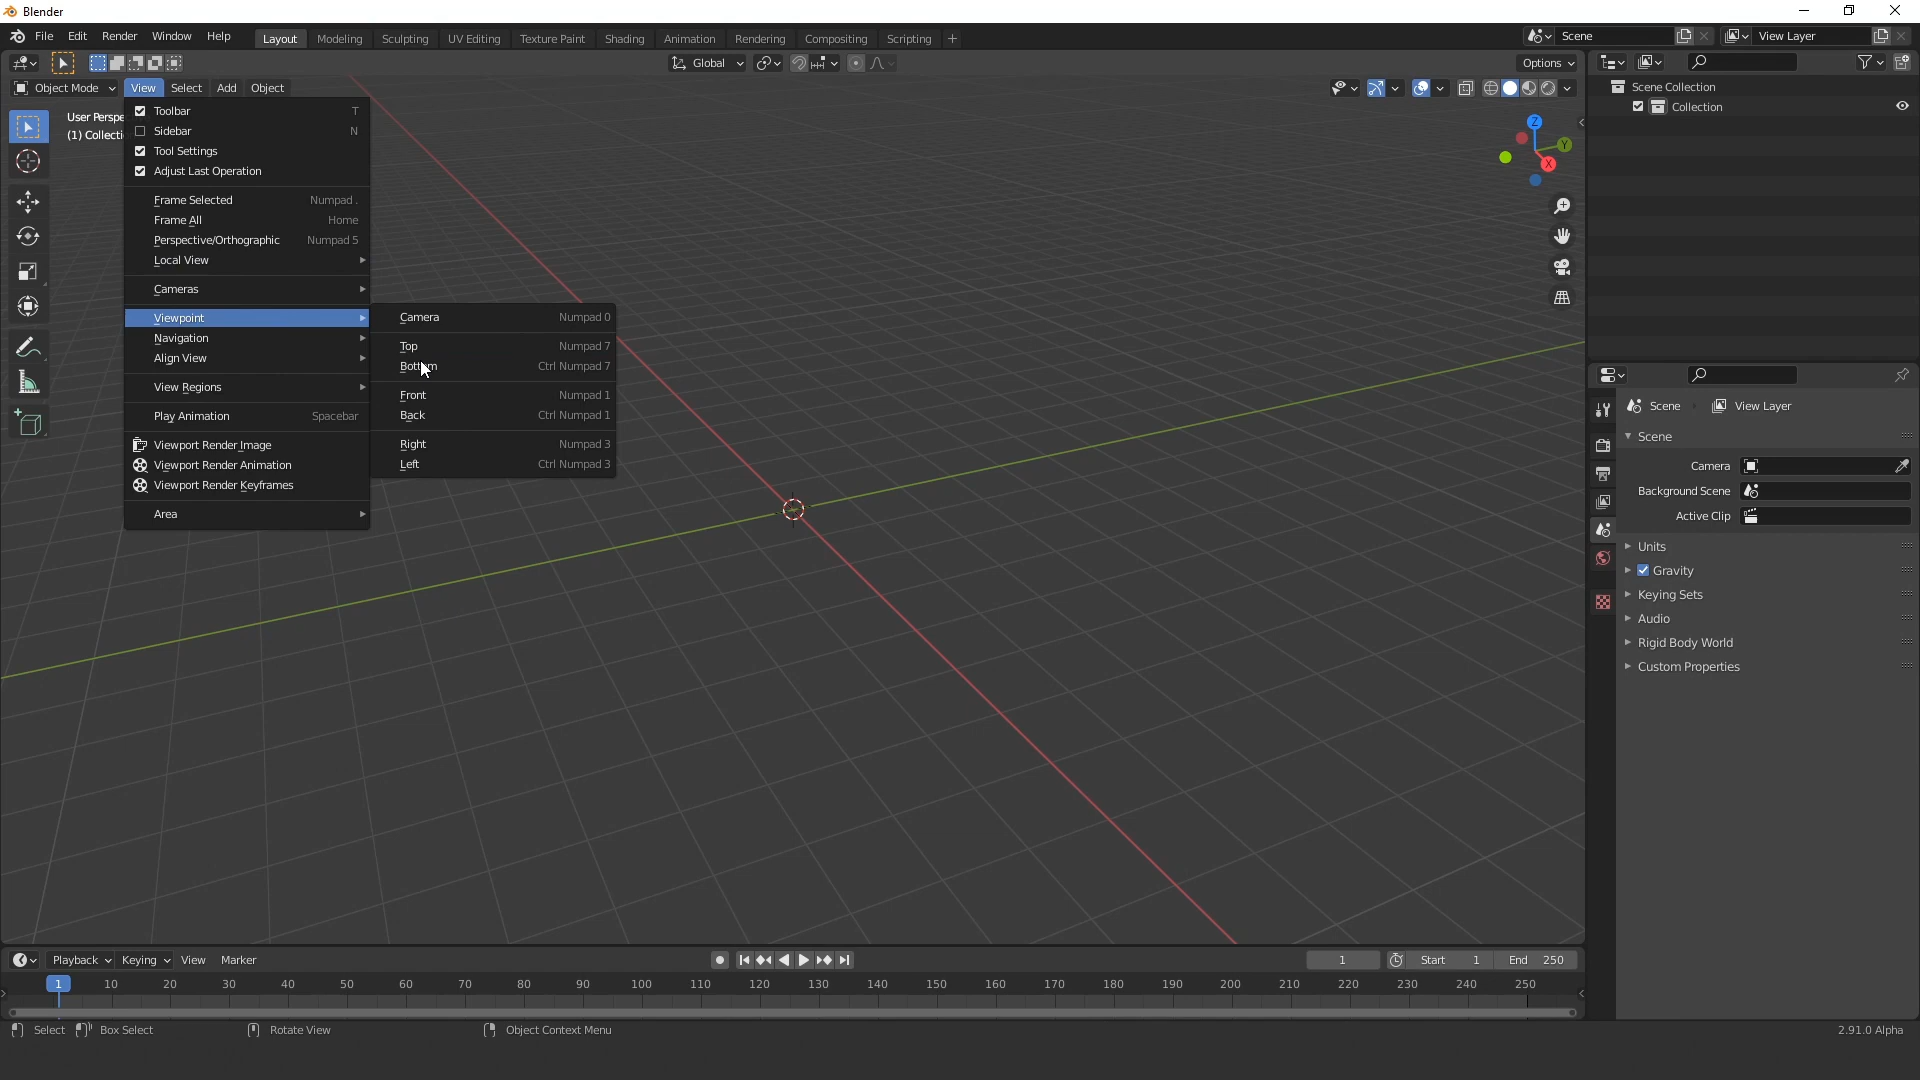 Blender
File Edit Render Window Help Layout Modeling Sculpting UV Editing Texture Paint Shading Animation Rendering Compositing Scripting + Scene View Layer
Global Options
Object Mode View Select Add Object
User Perspe
(1) Collecti
Toolbar T
Sidebar N
Tool Settings
Adjust Last Operation
Frame Selected Numpad .
Frame All Home
Perspective/Orthographic Numpad 5
Local View
Cameras
Viewpoint
Navigation
Align View
View Regions
Play Animation Spacebar
Viewport Render Image
Viewport Render Animation
Viewport Render Keyframes
Area
Camera Numpad 0
Top Numpad 7
Bottom Ctrl Numpad 7
Front Numpad 1
Back Ctrl Numpad 1
Right Numpad 3
Left Ctrl Numpad 3
Z
Y
X
Scene Collection
Collection
Scene View Layer
Scene
Camera
Background Scene
Active Clip
Units
Gravity
Keying Sets
Audio
Rigid Body World
Custom Properties
Playback Keying View Marker 1 Start 1 End 250
1 10 20 30 40 50 60 70 80 90 100 110 120 130 140 150 160 170 180 190 200 210 220 230 240 250
Select Box Select Rotate View Object Context Menu 2.91.0 Alpha